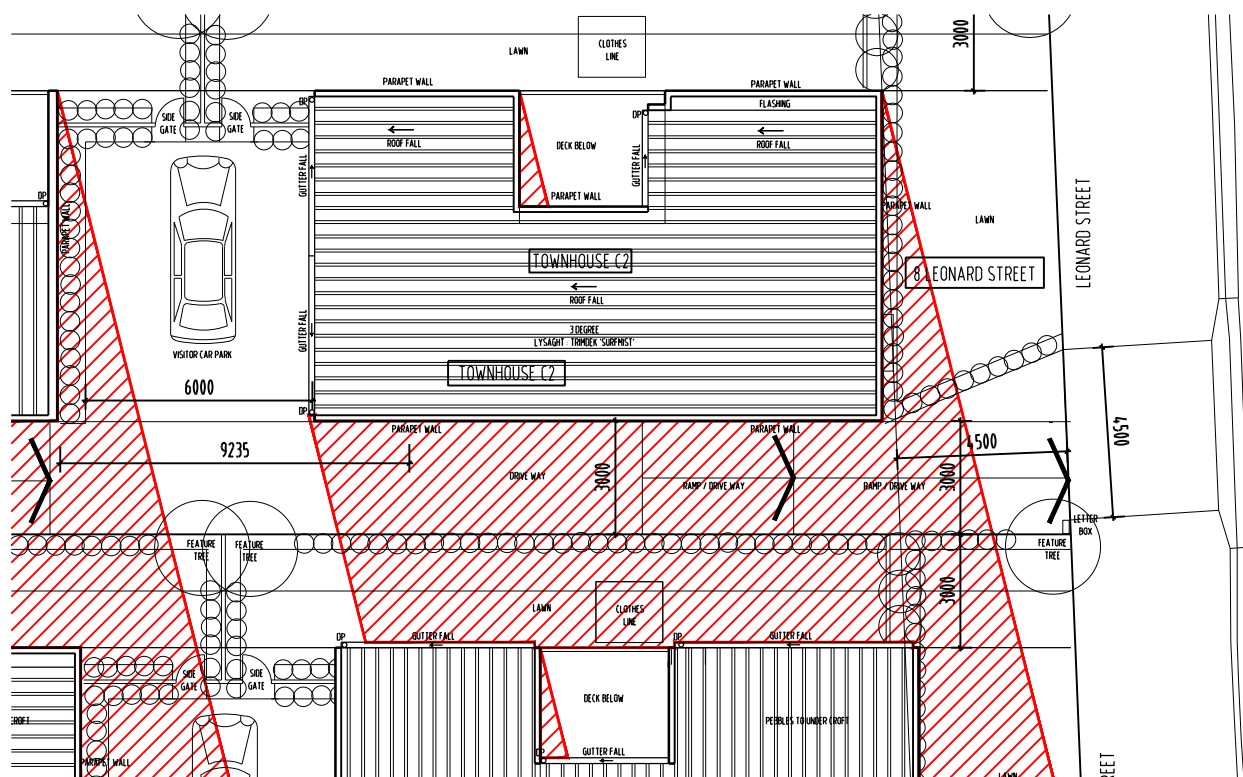 3000
LAWN
CLOTHES
LINE
PARAPET WALL
PARAPET WALL
DP
FLASHING
SIDE
GATE
SIDE
GATE
DP
ROOF FALL
ROOF FALL
DECK BELOW
GUTTER FALL
GUTTER FALL
PARAPET WALL
DP
PARAPET WALL
PARAPET WALL
LAWN
LEONARD STREET
TOWNHOUSE C2
8 LEONARD STREET
ROOF FALL
GUTTER FALL
3 DEGREE
LYSAGHT : TRIMDEK 'SURFMIST'
VISITOR CAR PARK
TOWNHOUSE C2
6000
DP
PARAPET WALL
PARAPET WALL
9235
4500
4500
DRIVE WAY
3000
RAMP / DRIVE WAY
RAMP / DRIVE WAY
3000
LETTER
BOX
FEATURE
TREE
FEATURE
TREE
FEATURE
TREE
LAWN
CLOTHES
LINE
3000
DP
GUTTER FALL
DP
GUTTER FALL
SIDE
GATE
SIDE
GATE
DECK BELOW
CROFT
PEBBLES TO UNDER CROFT
DP
GUTTER FALL
PARAPET WALL
LAWN